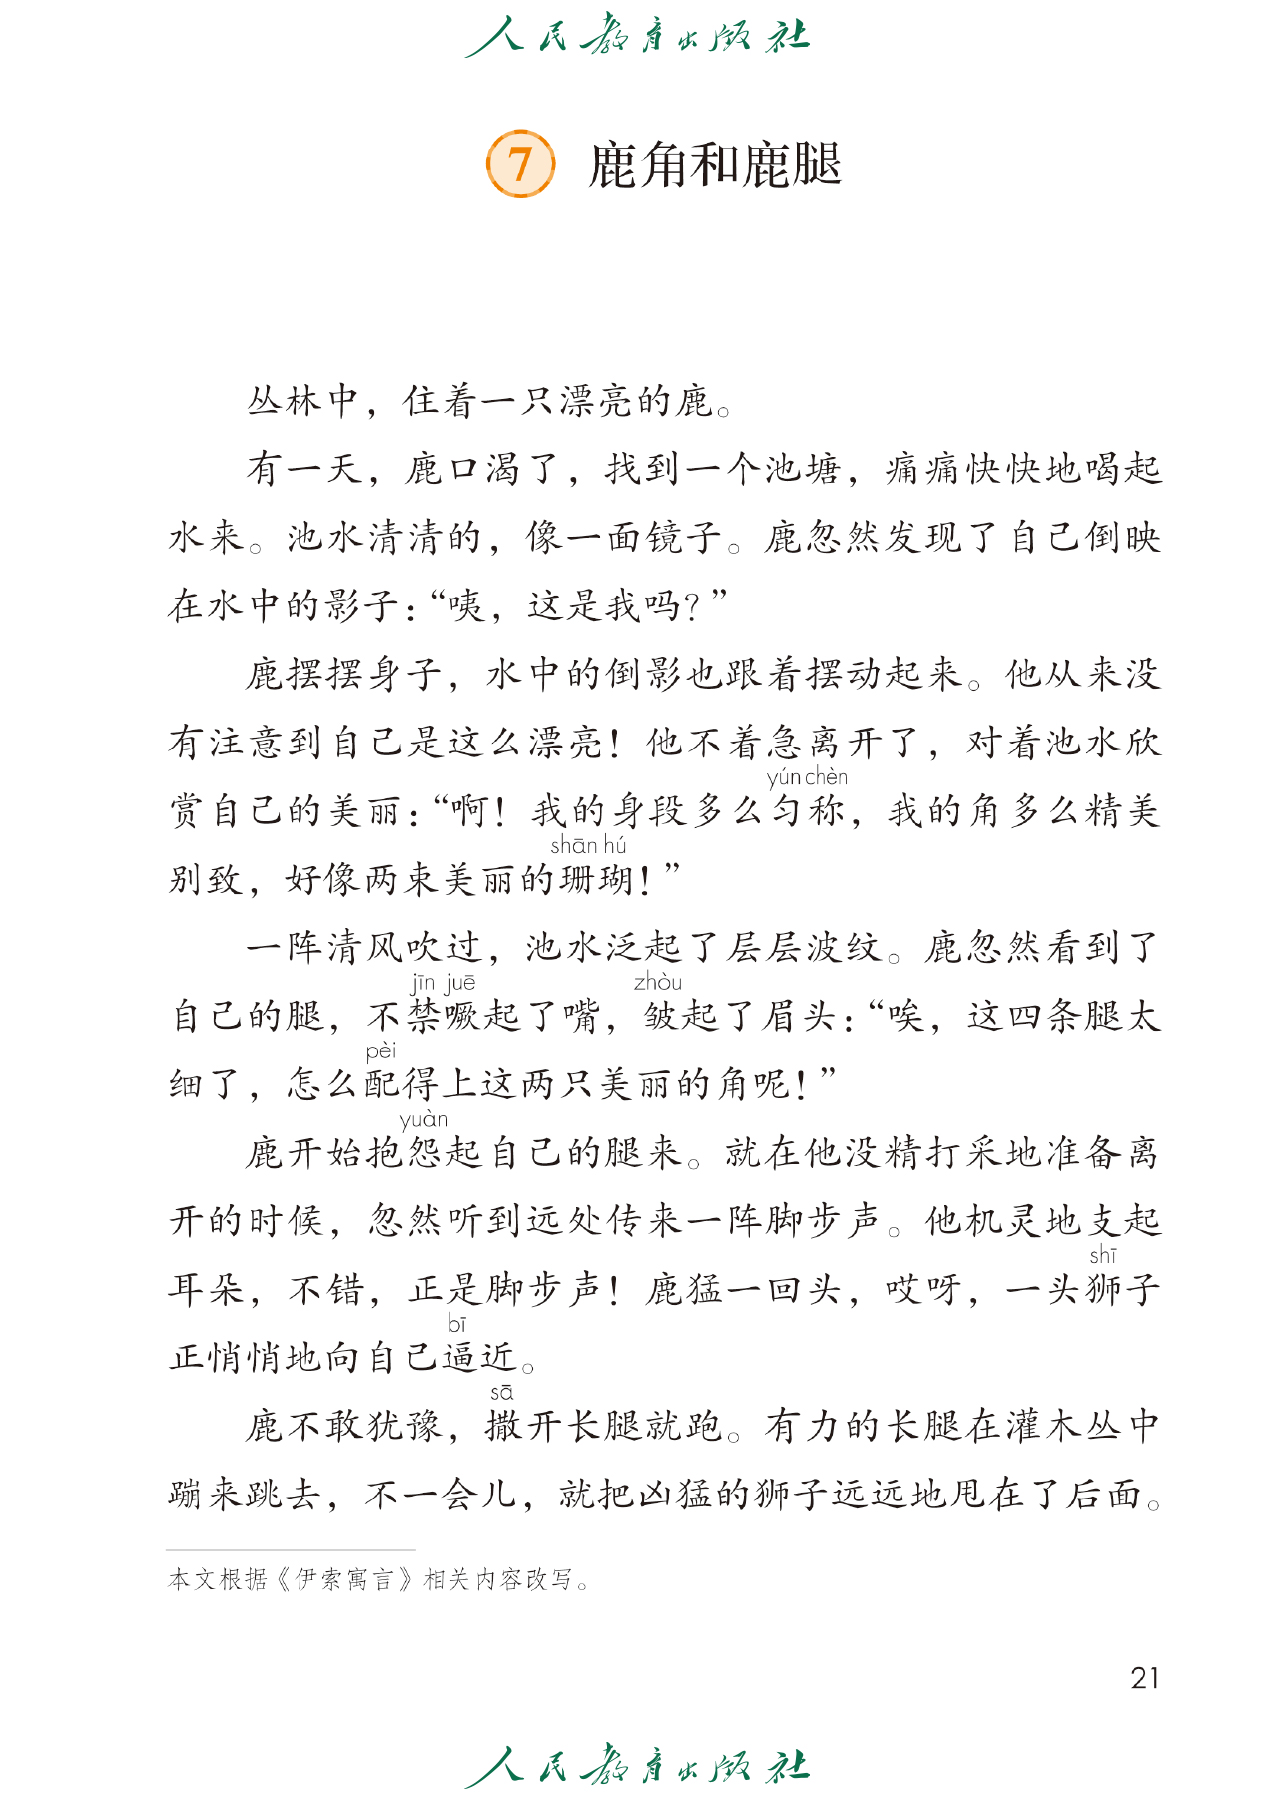 人民教育出版社
7 鹿角和鹿腿
丛林中，住着一只漂亮的鹿。
有一天，鹿口渴了，找到一个池塘，痛痛快快地喝起
水来。池水清清的，像一面镜子。鹿忽然发现了自己倒映
在水中的影子：“咦，这是我吗？”
鹿摆摆身子，水中的倒影也跟着摆动起来。他从来没
有注意到自己是这么漂亮！他不着急离开了，对着池水欣
yún chèn
赏自己的美丽：“啊！我的身段多么匀称，我的角多么精美
shān hú
别致，好像两束美丽的珊瑚！”
一阵清风吹过，池水泛起了层层波纹。鹿忽然看到了
jīn juē zhòu
自己的腿，不禁噘起了嘴，皱起了眉头：“唉，这四条腿太
pèi
细了，怎么配得上这两只美丽的角呢！”
yuàn
鹿开始抱怨起自己的腿来。就在他没精打采地准备离
开的时候，忽然听到远处传来一阵脚步声。他机灵地支起
shī
耳朵，不错，正是脚步声！鹿猛一回头，哎呀，一头狮子
bī
正悄悄地向自己逼近。
sā
鹿不敢犹豫，撒开长腿就跑。有力的长腿在灌木丛中
蹦来跳去，不一会儿，就把凶猛的狮子远远地甩在了后面。
本文根据《伊索寓言》相关内容改写。
21
人民教育出版社